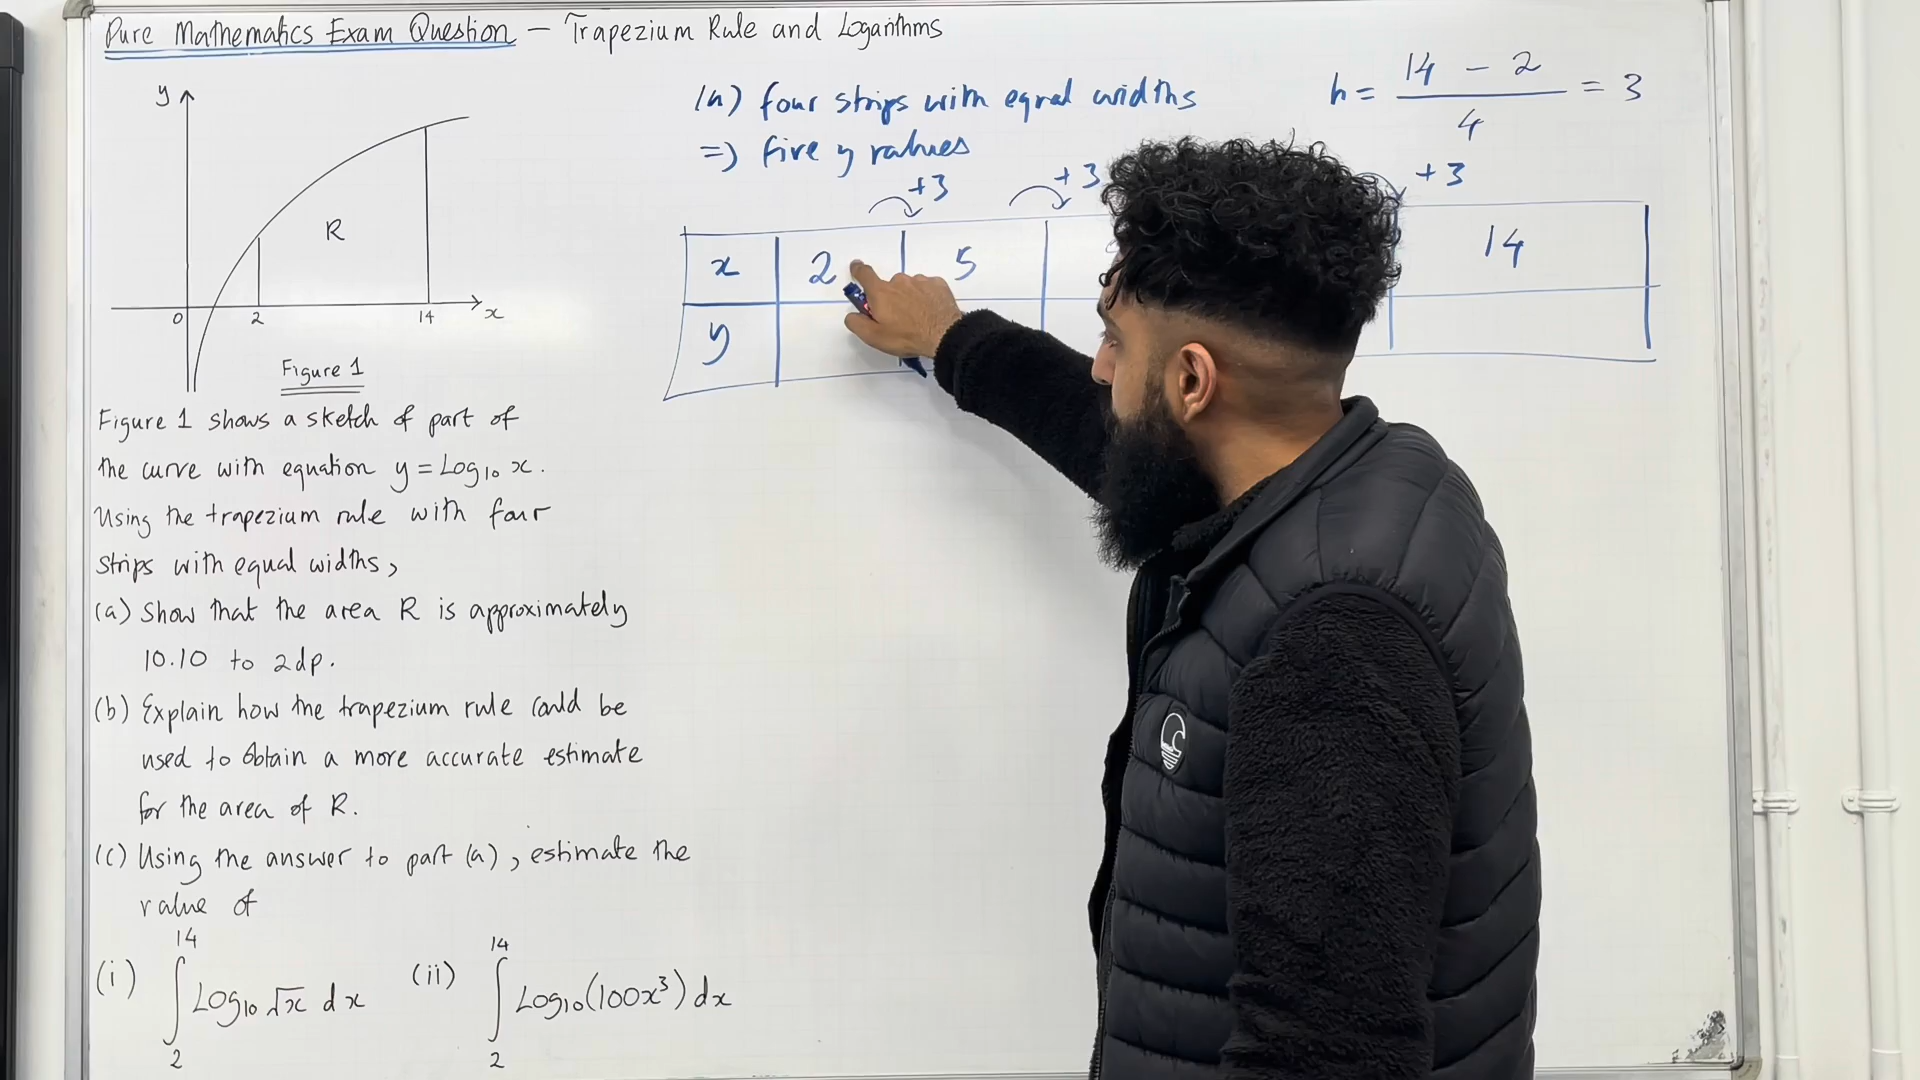 Pure Mathematics Exam Question – Trapezium Rule and Logarithms
y
R
0 2 14 x
Figure 1
Figure 1 shows a sketch of part of
the curve with equation y = Log₁₀ x.
Using the trapezium rule with four
strips with equal widths,
(a) Show that the area R is approximately
10.10 to 2dp.
(b) Explain how the trapezium rule could be
used to obtain a more accurate estimate
for the area of R.
(c) Using the answer to part (a), estimate the
value of
(i) ∫₂¹⁴ Log₁₀ √x dx (ii) ∫₂¹⁴ Log₁₀(100x³) dx
(a) four strips with equal widths
=) five y values
h = (14 – 2)/4 = 3
+3 +3 +3
x 2 5 14
y